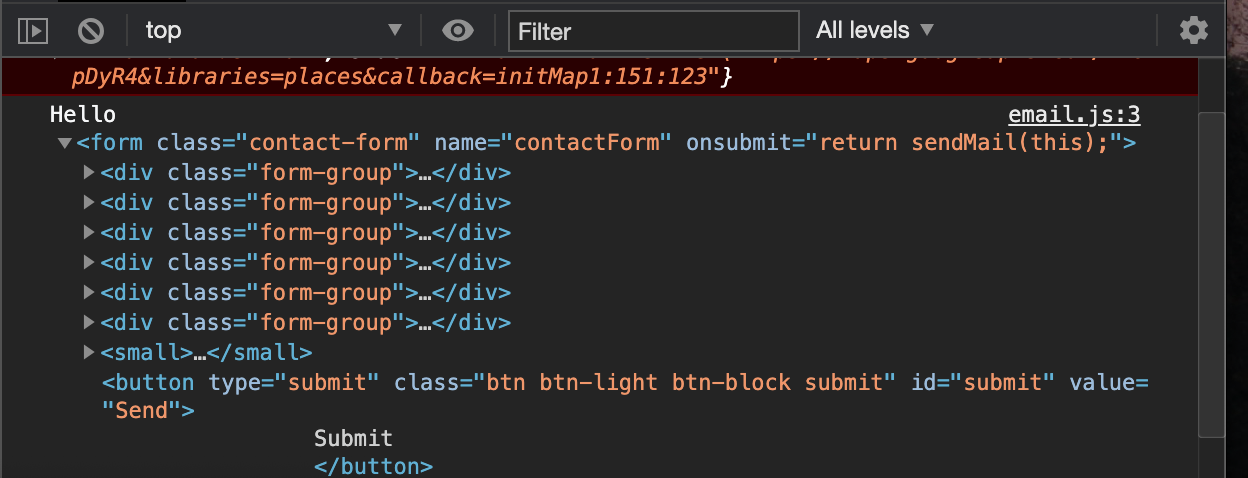 top Filter All levels
pDyR4&libraries=places&callback=initMap1:151:123"}
Hello email.js:3
<form class="contact-form" name="contactForm" onsubmit="return sendMail(this);">
<div class="form-group">…</div>
<div class="form-group">…</div>
<div class="form-group">…</div>
<div class="form-group">…</div>
<div class="form-group">…</div>
<div class="form-group">…</div>
<small>…</small>
<button type="submit" class="btn btn-light btn-block submit" id="submit" value=
"Send">
Submit
</button>